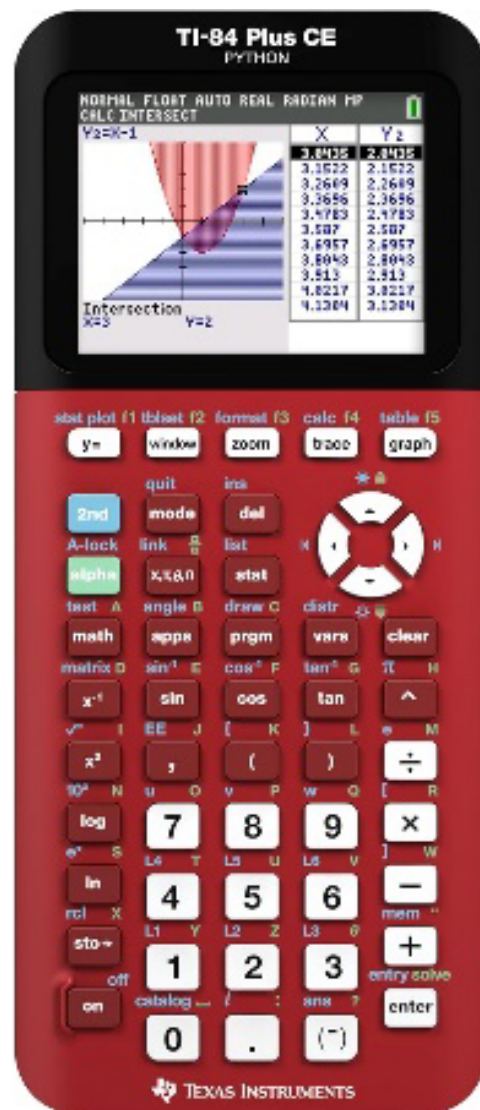 TI-84 Plus CE
PYTHON
NORMAL FLOAT AUTO REAL RADIAN MP
CALC INTERSECT
Y2=X-1
X Y2
3.0435 2.0435
3.1522 2.1522
3.2609 2.2609
3.3696 2.3696
3.4783 2.4783
3.587 2.587
3.6957 2.6957
3.8043 2.8043
3.913 2.913
4.0217 3.0217
4.1304 3.1304
Intersection
X=3 Y=2
stat plot f1 tblset f2 format f3 calc f4 table f5
y= window zoom trace graph
quit ins
2nd mode del
A-lock link list
alpha X,T,θ,n stat
test A angle B draw C distr
math apps prgm vars clear
matrix D sin⁻¹ E cos⁻¹ F tan⁻¹ G π H
x⁻¹ sin cos tan ^
√ I EE J { K } L e M
x² , ( ) ÷
10ˣ N u O v P w Q [ R
log 7 8 9 ×
eˣ S L4 T L5 U L6 V ] W
ln 4 5 6 −
rcl X L1 Y L2 Z L3 θ mem "
sto→ 1 2 3 +
off catalog i : ans ? entry solve
on 0 . (-) enter
TEXAS INSTRUMENTS